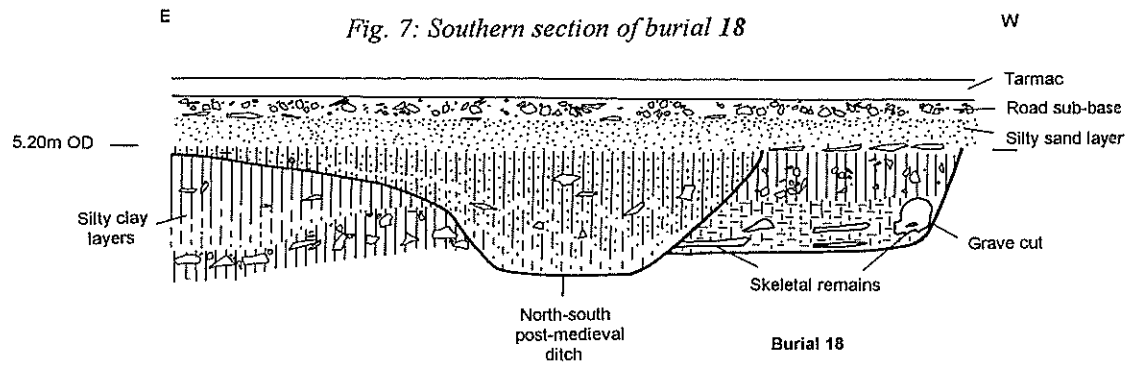 E
W
Fig. 7: Southern section of burial 18
Tarmac
Road sub-base
Silty sand layer
5.20m OD
Silty clay
layers
Grave cut
Skeletal remains
North-south
post-medieval
ditch
Burial 18